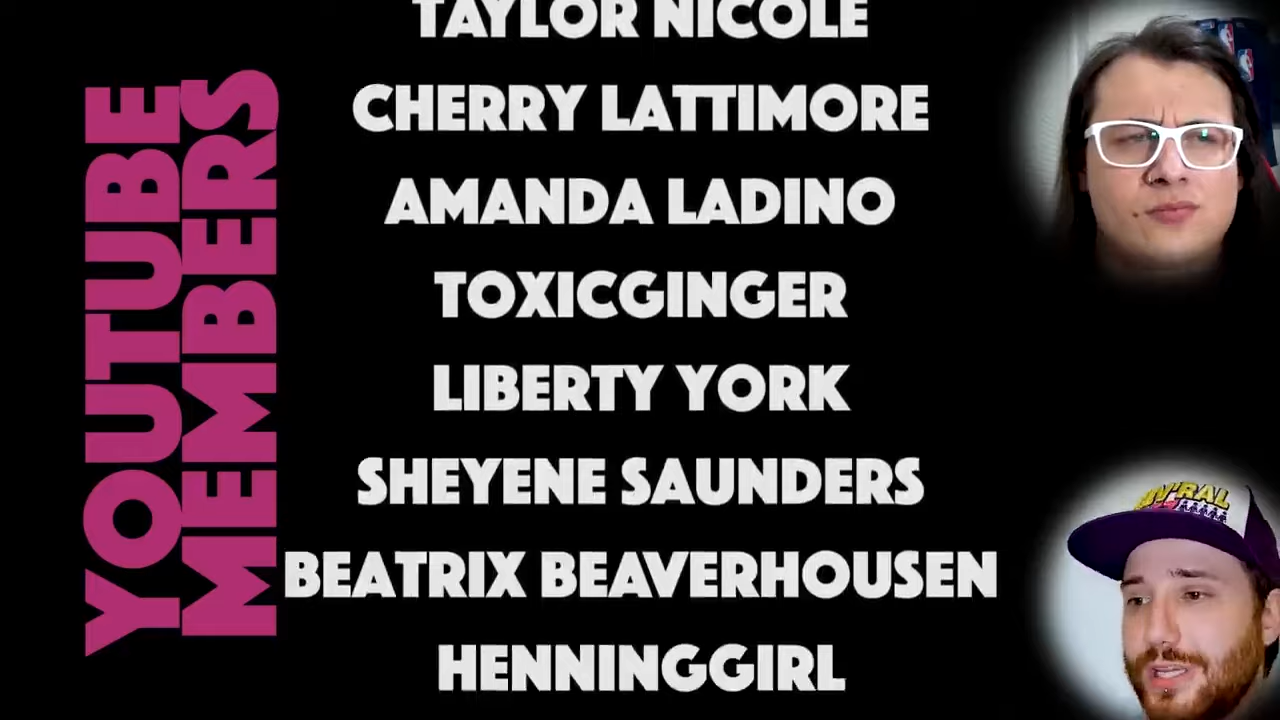 YOUTUBE
MEMBERS
TAYLOR NICOLE
CHERRY LATTIMORE
AMANDA LADINO
TOXICGINGER
LIBERTY YORK
SHEYENE SAUNDERS
BEATRIX BEAVERHOUSEN
HENNINGGIRL